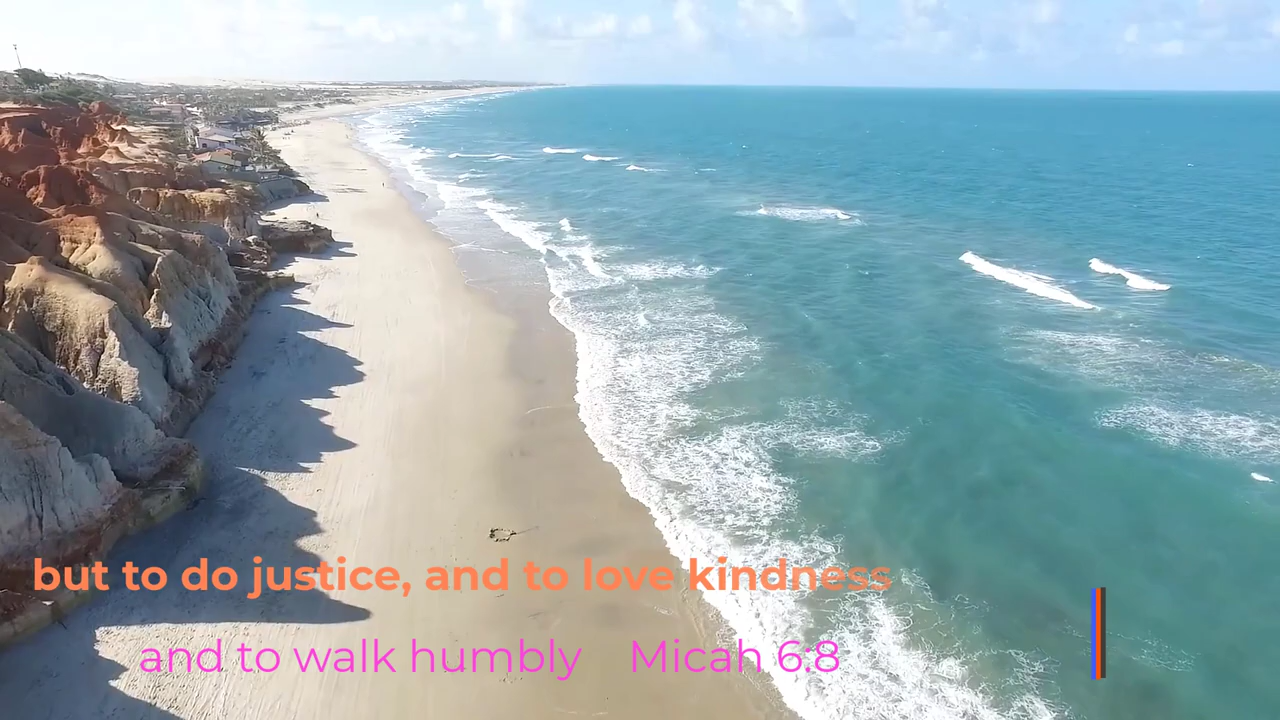 but to do justice, and to love kindness
and to walk humbly Micah 6:8